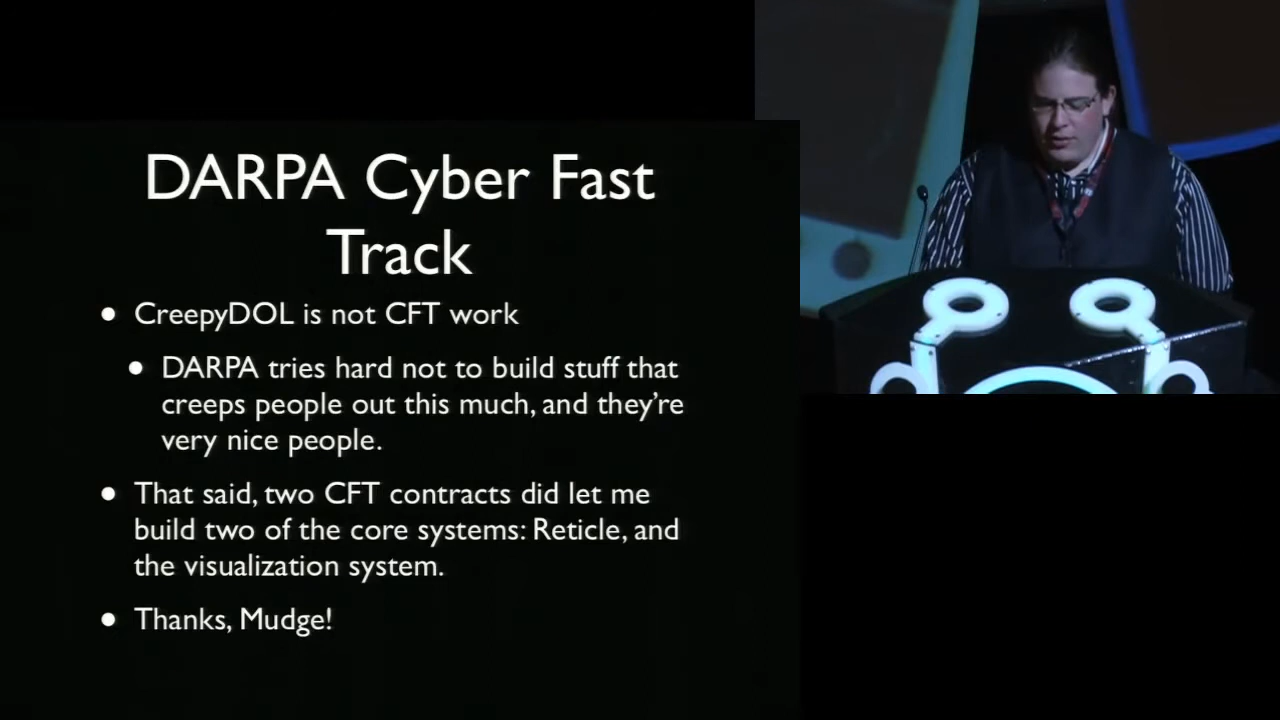 DARPA Cyber Fast
Track
• CreepyDOL is not CFT work
• DARPA tries hard not to build stuff that
creeps people out this much, and they’re
very nice people.
• That said, two CFT contracts did let me
build two of the core systems: Reticle, and
the visualization system.
• Thanks, Mudge!